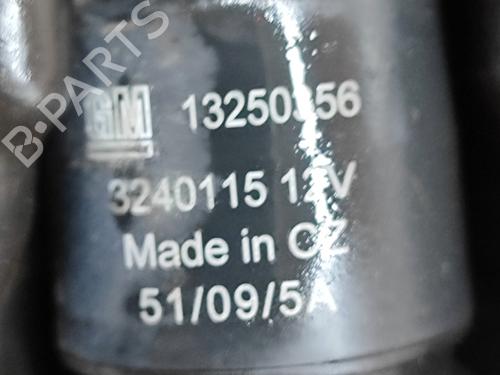 B-PARTS
GM 13250356
3240115 12V
Made in CZ
51/09/5A